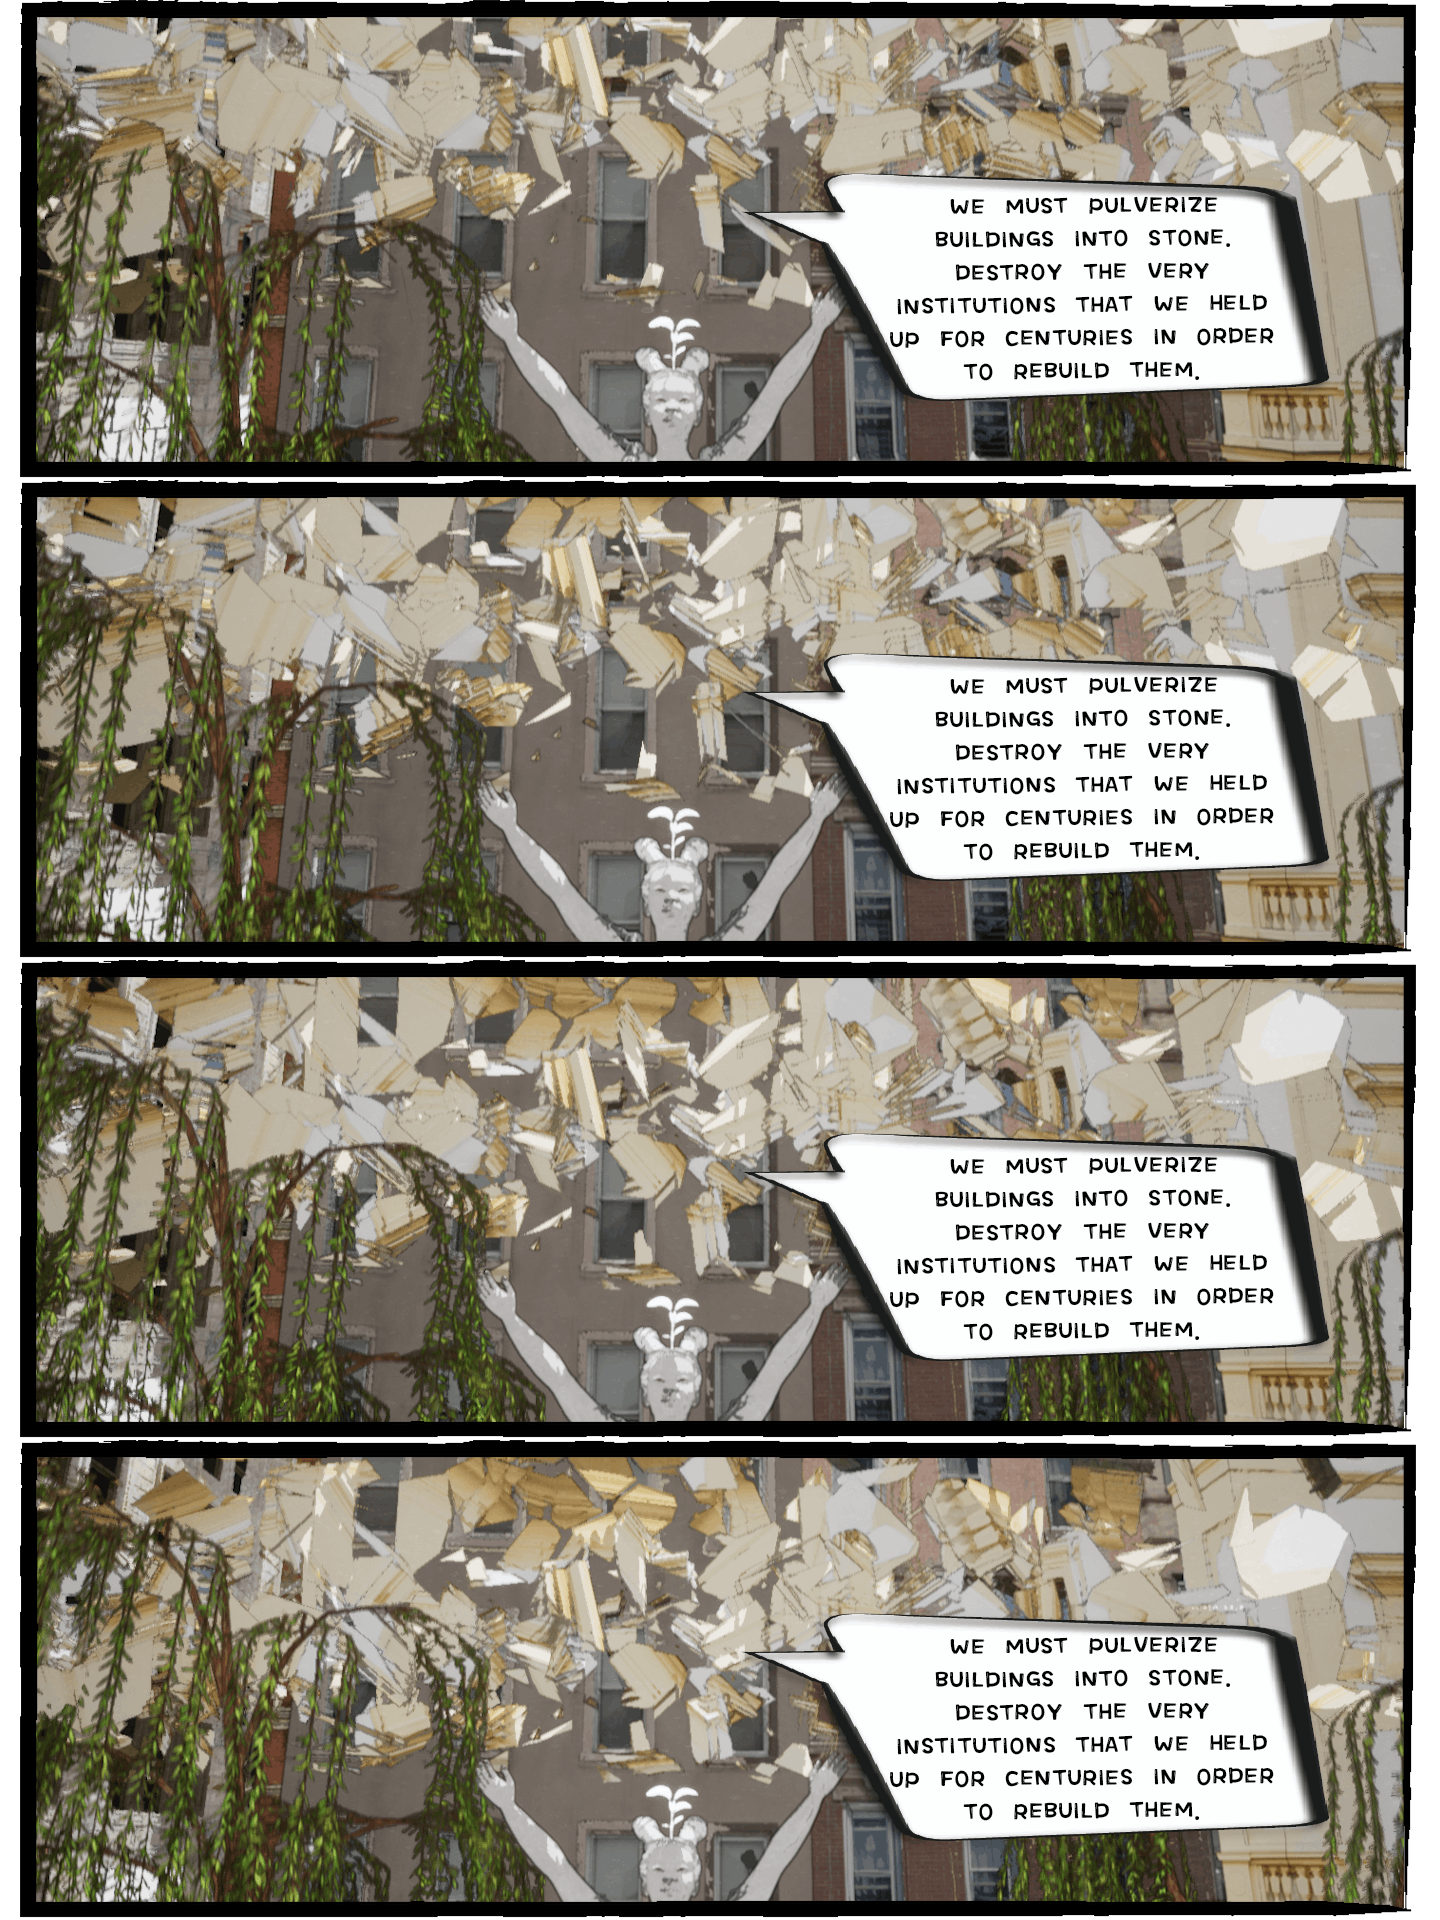 WE MUST PULVERIZE
BUILDINGS INTO STONE.
DESTROY THE VERY
INSTITUTIONS THAT WE HELD
UP FOR CENTURIES IN ORDER
TO REBUILD THEM.
WE MUST PULVERIZE
BUILDINGS INTO STONE.
DESTROY THE VERY
INSTITUTIONS THAT WE HELD
UP FOR CENTURIES IN ORDER
TO REBUILD THEM.
WE MUST PULVERIZE
BUILDINGS INTO STONE.
DESTROY THE VERY
INSTITUTIONS THAT WE HELD
UP FOR CENTURIES IN ORDER
TO REBUILD THEM.
WE MUST PULVERIZE
BUILDINGS INTO STONE.
DESTROY THE VERY
INSTITUTIONS THAT WE HELD
UP FOR CENTURIES IN ORDER
TO REBUILD THEM.